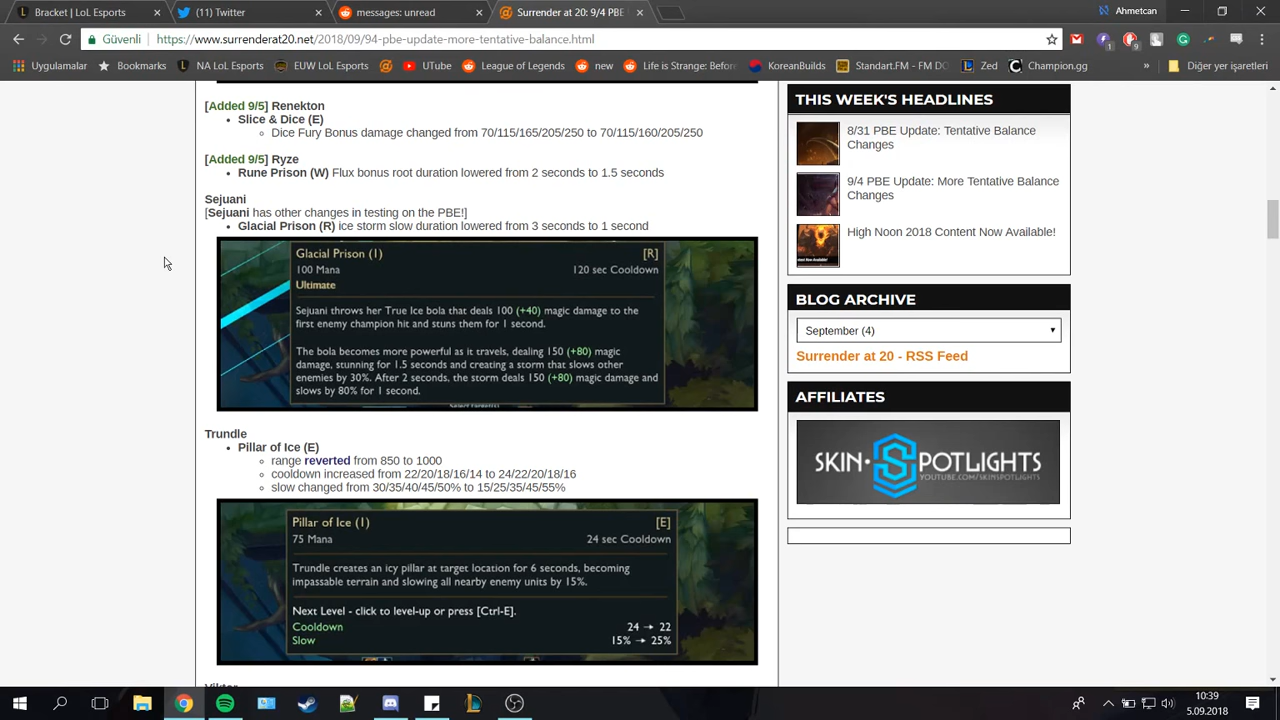 Bracket | LoL Esports
(11) Twitter
messages: unread
Surrender at 20: 9/4 PBE
Ahmetcan
Güvenli
https://www.surrenderat20.net/2018/09/94-pbe-update-more-tentative-balance.html
Uygulamalar
Bookmarks
NA LoL Esports
EUW LoL Esports
UTube
League of Legends
new
Life is Strange: Before
KoreanBuilds
Standart.FM - FM DO
Zed
Champion.gg
»
Diğer yer işaretleri
[Added 9/5] Renekton
Slice & Dice (E)
Dice Fury Bonus damage changed from 70/115/165/205/250 to 70/115/160/205/250
[Added 9/5] Ryze
Rune Prison (W) Flux bonus root duration lowered from 2 seconds to 1.5 seconds
Sejuani
[Sejuani has other changes in testing on the PBE!]
Glacial Prison (R) ice storm slow duration lowered from 3 seconds to 1 second
Glacial Prison (1) [R]
100 Mana 120 sec Cooldown
Ultimate
Sejuani throws her True Ice bola that deals 100 (+40) magic damage to the
first enemy champion hit and stuns them for 1 second.
The bola becomes more powerful as it travels, dealing 150 (+80) magic
damage, stunning for 1.5 seconds and creating a storm that slows other
enemies by 30%. After 2 seconds, the storm deals 150 (+80) magic damage and
slows by 80% for 1 second.
Trundle
Pillar of Ice (E)
range reverted from 850 to 1000
cooldown increased from 22/20/18/16/14 to 24/22/20/18/16
slow changed from 30/35/40/45/50% to 15/25/35/45/55%
Pillar of Ice (1) [E]
75 Mana 24 sec Cooldown
Trundle creates an icy pillar at target location for 6 seconds, becoming
impassable terrain and slowing all nearby enemy units by 15%.
Next Level - click to level-up or press [Ctrl-E].
Cooldown 24 → 22
Slow 15% → 25%
THIS WEEK'S HEADLINES
8/31 PBE Update: Tentative Balance
Changes
9/4 PBE Update: More Tentative Balance
Changes
High Noon 2018 Content Now Available!
BLOG ARCHIVE
September (4)
Surrender at 20 - RSS Feed
AFFILIATES
SKIN·SPOTLIGHTS
YOUTUBE.COM/SKINSPOTLIGHTS
10:39
5.09.2018